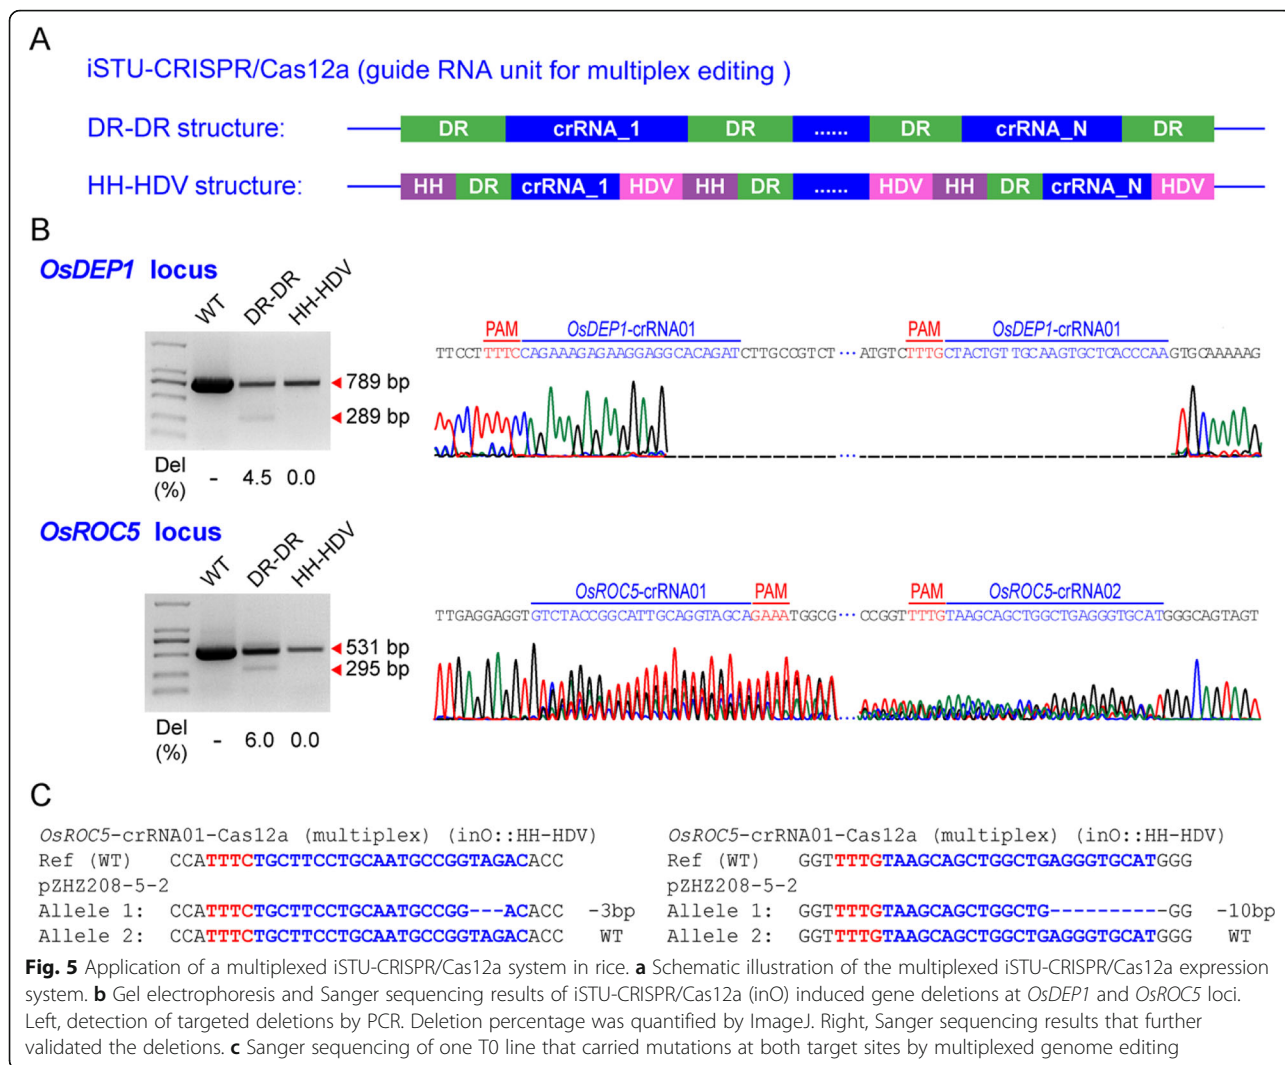 A
iSTU-CRISPR/Cas12a (guide RNA unit for multiplex editing )
DR-DR structure: DR crRNA_1 DR ...... DR crRNA_N DR
HH-HDV structure: HH DR crRNA_1 HDV HH DR ...... HDV HH DR crRNA_N HDV
B
OsDEP1 locus
WT DR-DR HH-HDV
789 bp
289 bp
Del (%) - 4.5 0.0
PAM OsDEP1-crRNA01 PAM OsDEP1-crRNA01
TTCCTTTTCCAGAAAGAGAAGGAGGCACAGATCTTGCCGTCT ··· ATGTCTTTGCTACTGTTGCAAGTGCTCACCCAAGTGCAAAAAG
···
OsROC5 locus
WT DR-DR HH-HDV
531 bp
295 bp
Del (%) - 6.0 0.0
OsROC5-crRNA01 PAM PAM OsROC5-crRNA02
TTGAGGAGGTGTCTACCGGCATTGCAGGTAGCAGAAATGGCG ··· CCGGTTTTGTAAGCAGCTGGCTGAGGGTGCATGGGCAGTAGT
···
C
OsROC5-crRNA01-Cas12a (multiplex) (inO::HH-HDV)
Ref (WT) CCATTTCTGCTTCCTGCAATGCCGGTAGACACC
pZHZ208-5-2
Allele 1: CCATTTCTGCTTCCTGCAATGCCGG---ACACC -3bp
Allele 2: CCATTTCTGCTTCCTGCAATGCCGGTAGACACC WT
OsROC5-crRNA01-Cas12a (multiplex) (inO::HH-HDV)
Ref (WT) GGTTTTGTAAGCAGCTGGCTGAGGGTGCATGGG
pZHZ208-5-2
Allele 1: GGTTTTGTAAGCAGCTGGCTG----------GG -10bp
Allele 2: GGTTTTGTAAGCAGCTGGCTGAGGGTGCATGGG WT
Fig. 5 Application of a multiplexed iSTU-CRISPR/Cas12a system in rice. a Schematic illustration of the multiplexed iSTU-CRISPR/Cas12a expression
system. b Gel electrophoresis and Sanger sequencing results of iSTU-CRISPR/Cas12a (inO) induced gene deletions at OsDEP1 and OsROC5 loci.
Left, detection of targeted deletions by PCR. Deletion percentage was quantified by ImageJ. Right, Sanger sequencing results that further
validated the deletions. c Sanger sequencing of one T0 line that carried mutations at both target sites by multiplexed genome editing